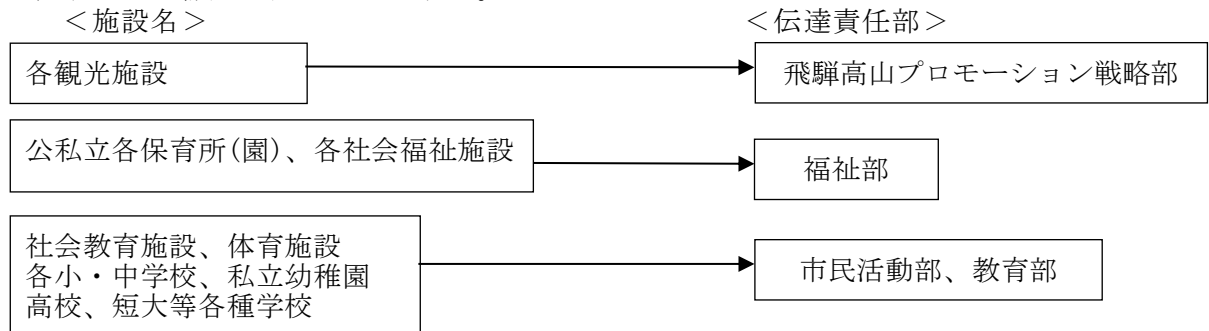 ＜施設名＞ ＜伝達責任部＞
各観光施設 飛騨高山プロモーション戦略部
公私立各保育所(園)、各社会福祉施設 福祉部
社会教育施設、体育施設
各小・中学校、私立幼稚園 市民活動部、教育部
高校、短大等各種学校